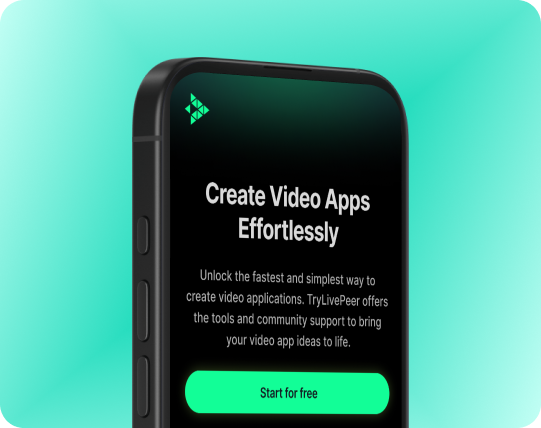 Create Video Apps
Effortlessly
Unlock the fastest and simplest way to
create video applications. TryLivePeer offers
the tools and community support to bring
your video app ideas to life.
Start for free